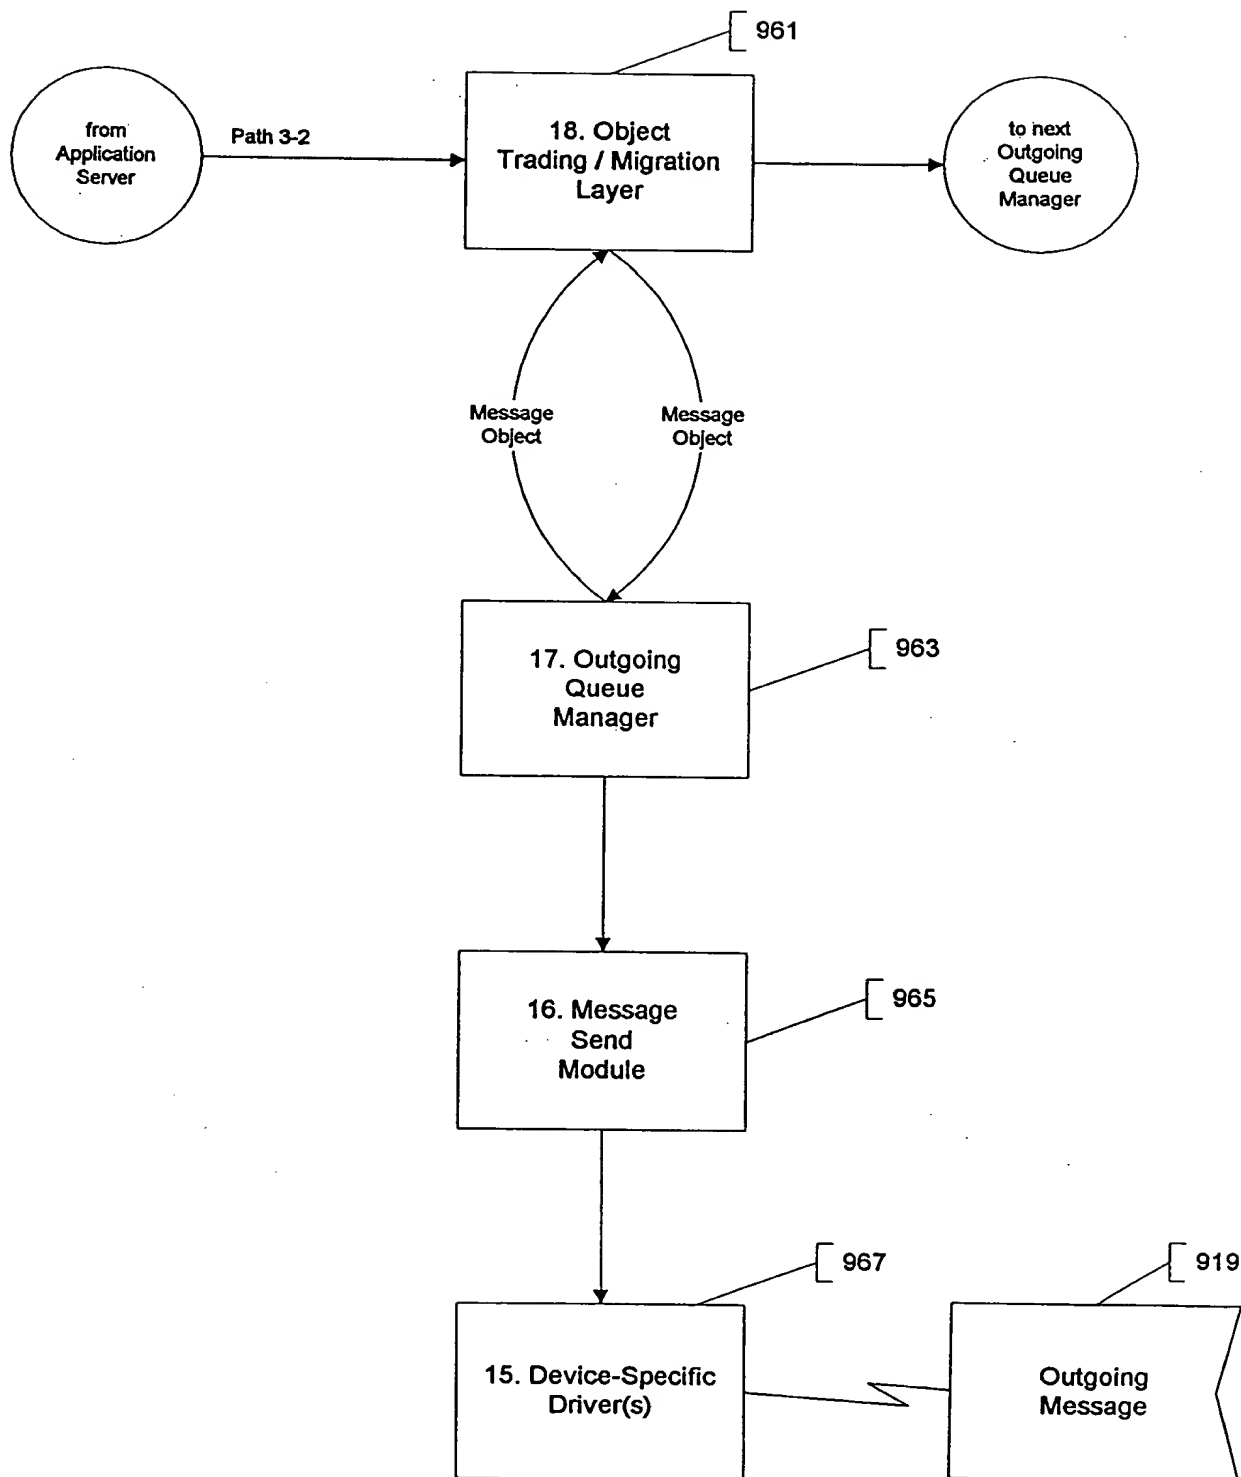 961
from
Application
Server
Path 3-2
18. Object
Trading / Migration
Layer
to next
Outgoing
Queue
Manager
Message
Object
Message
Object
17. Outgoing
Queue
Manager
963
16. Message
Send
Module
965
967
919
15. Device-Specific
Driver(s)
Outgoing
Message